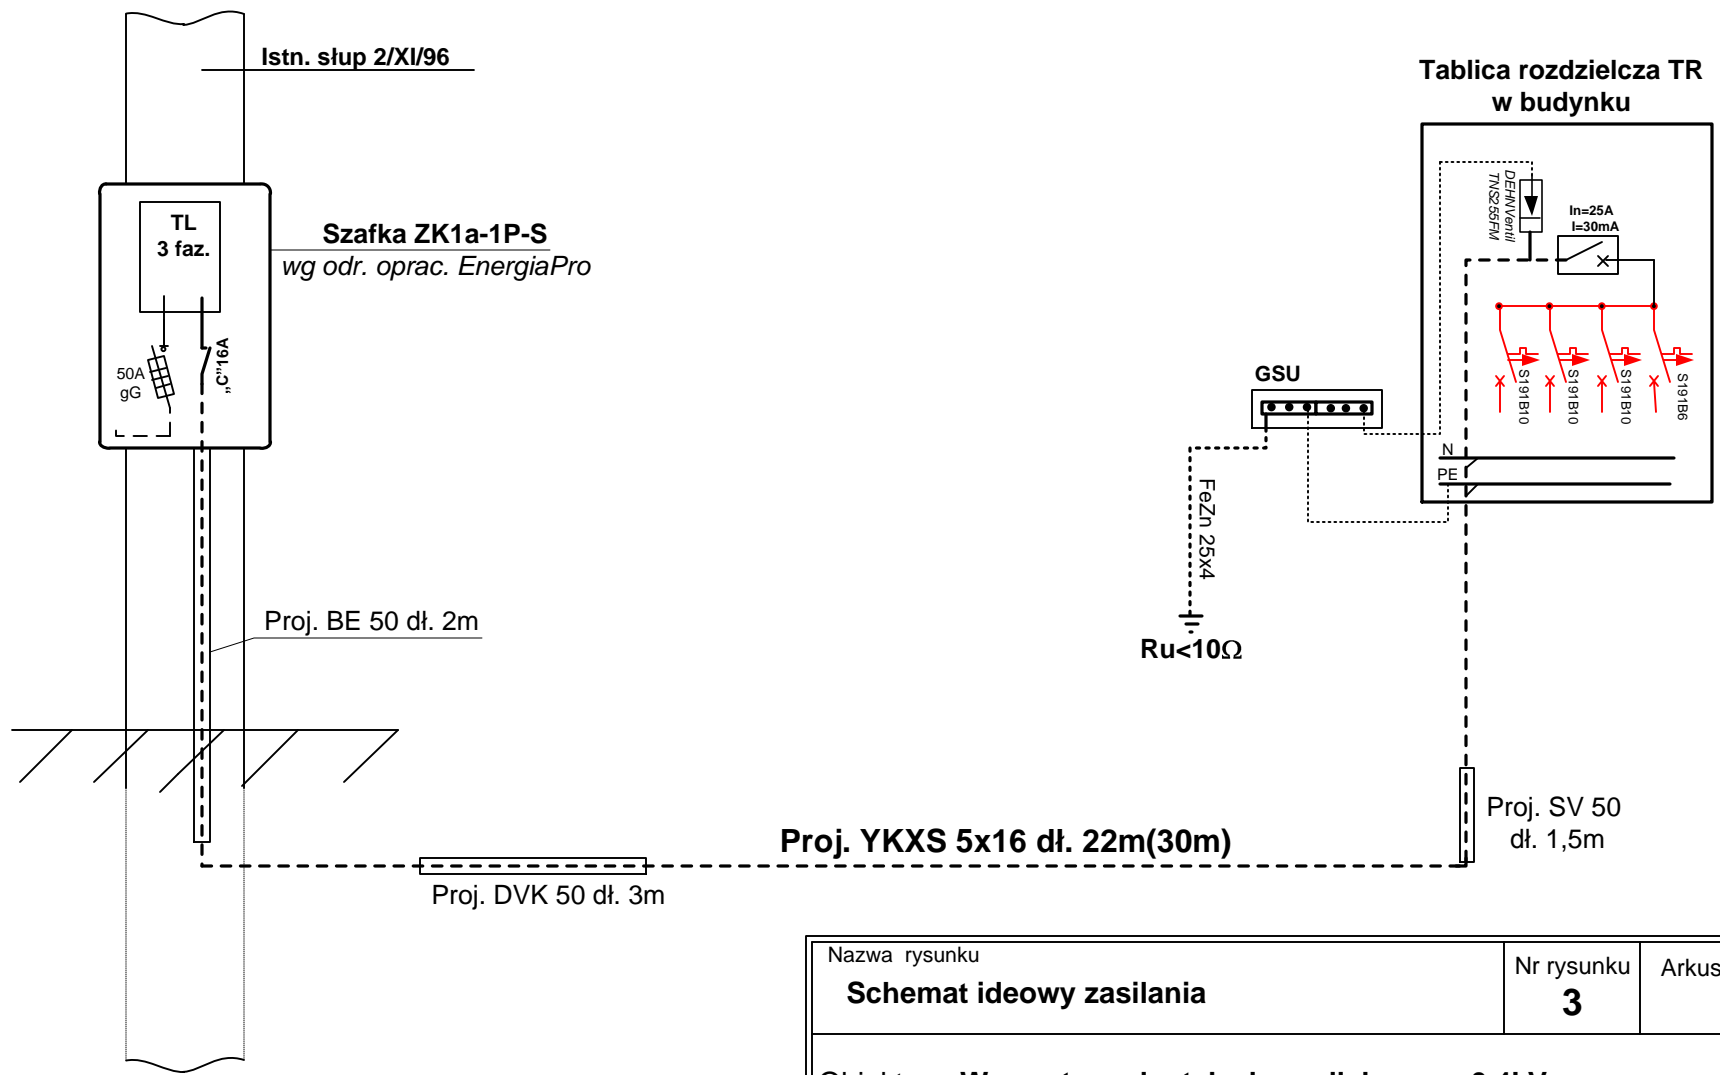 Istn. słup 2/XI/96
Tablica rozdzielcza TR
w budynku
TL
3 faz.
Szafka ZK1a-1P-S
wg odr. oprac. EnergiaPro
50A
gG
„C”16A
DEHNVentil
TNS255FM
In=25A
I=30mA
S191B10
S191B10
S191B10
S191B6
GSU
N
PE
FeZn 25x4
Ru<10Ω
Proj. BE 50 dł. 2m
Proj. SV 50
dł. 1,5m
Proj. YKXS 5x16 dł. 22m(30m)
Proj. DVK 50 dł. 3m
Nazwa rysunku
Schemat ideowy zasilania
Nr rysunku
3
Arkus